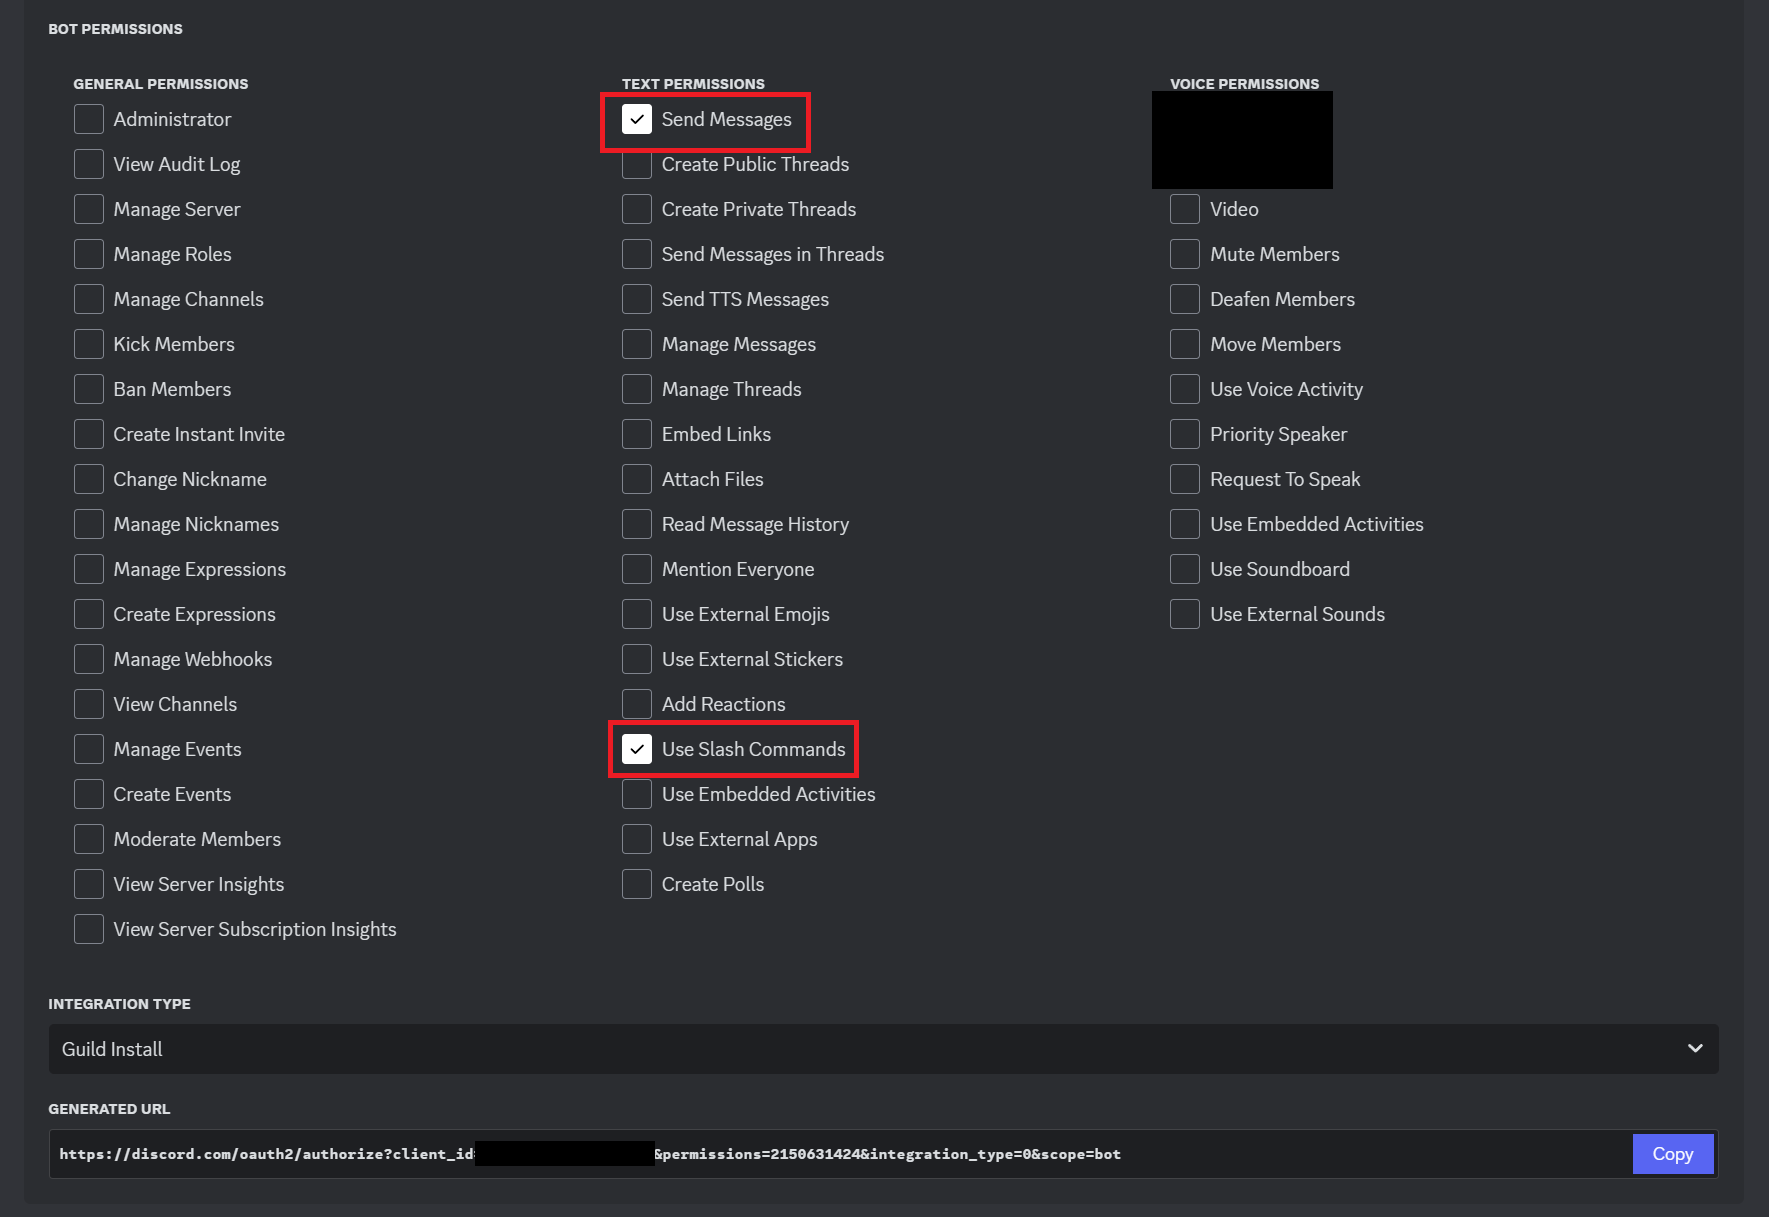 BOT PERMISSIONS
GENERAL PERMISSIONS
Administrator
View Audit Log
Manage Server
Manage Roles
Manage Channels
Kick Members
Ban Members
Create Instant Invite
Change Nickname
Manage Nicknames
Manage Expressions
Create Expressions
Manage Webhooks
View Channels
Manage Events
Create Events
Moderate Members
View Server Insights
View Server Subscription Insights
TEXT PERMISSIONS
Send Messages
Create Public Threads
Create Private Threads
Send Messages in Threads
Send TTS Messages
Manage Messages
Manage Threads
Embed Links
Attach Files
Read Message History
Mention Everyone
Use External Emojis
Use External Stickers
Add Reactions
Use Slash Commands
Use Embedded Activities
Use External Apps
Create Polls
VOICE PERMISSIONS
Video
Mute Members
Deafen Members
Move Members
Use Voice Activity
Priority Speaker
Request To Speak
Use Embedded Activities
Use Soundboard
Use External Sounds
INTEGRATION TYPE
Guild Install
GENERATED URL
https://discord.com/oauth2/authorize?client_id= &permissions=2150631424&integration_type=0&scope=bot
Copy